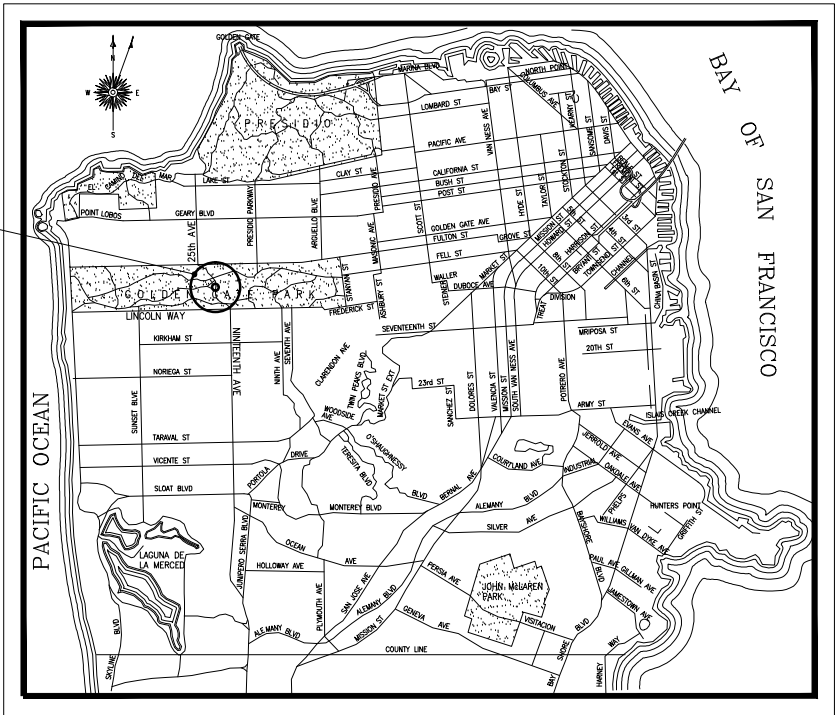 GOLDEN GATE
N
W
E
S
BAY OF SAN FRANCISCO
PACIFIC OCEAN
MARINA BLVD
NORTH POINT
COLUMBUS AVE
BAY ST
KEARNY ST
LOMBARD ST
VAN NESS AVE
SANSOME ST
DAVIS ST
PRESIDIO
PACIFIC AVE
STOCKTON ST
TAYLOR ST
HYDE ST
CALIFORNIA ST
BUSH ST
POST ST
CLAY ST
PRESIDIO AVE
SCOTT ST
EL CAMINO DEL MAR
LAKE ST
POINT LOBOS
GEARY BLVD
25th AVE
PRESIDIO PARKWAY
ARGUELLO BLVE
MASONIC AVE
GOLDEN GATE AVE
FULTON ST
GROVE ST
FELL ST
MISSION ST
HOWARD ST
5th ST
HARRISON ST
3rd ST
4th ST
8th ST
BRYANT ST
TOWNSEND ST
CHANNEL
6th ST
10th ST
CHINA BASIN ST
MARKET ST
WALLER
DUBOCE AVE
STEINER
STANYAN ST
ASHBURY ST
FREDERICK ST
GOLDEN GATE PARK
LINCOLN WAY
TREAT
DIVISION
SEVENTEENTH ST
MRIPOSA ST
20TH ST
KIRKHAM ST
NINTEENTH AVE
NINTH AVE
SEVENTH AVE
CLARENDON AVE
TWIN PEAKS BLVD
MARKET ST EXT
23rd ST
SANCHEZ ST
DOLORES ST
VALENCIA ST
MISSION ST
SOUTH VAN NESS AVE
POTRERO AVE
NORIEGA ST
SUNSET BLVE
WOODSIDE AVE
ARMY ST
ISLAIS CREEK CHANNEL
EVANS AVE
JERROLD AVE
TARAVAL ST
VICENTE ST
SLOAT BLVD
PORTOLA DRIVE
TERESITA BLVD
O'SHAUGHNESSY BLVD
BERNAL AVE
COURTLAND AVE
INDUSTRIAL
OAKDALE AVE
PHELPS
HUNTERS POINT
GRIFFITH ST
MONTEREY
MONTEREY BLVD
ALEMANY BLVD
SILVER AVE
BAYSHORE BLVD
WILLIAMS
VAN DYKE AVE
LAGUNA DE
LA MERCED
JUNIPERO SERRA BLVD
OCEAN AVE
HOLLOWAY AVE
PLYMOUTH AVE
SAN JOSE AVE
ALEMANY BLVD
MISSION ST
PERSIA AVE
GENEVA AVE
JOHN McLAREN
PARK
VISITACION
PAUL AVE
GILMAN AVE
JAMESTOWN AVE
ALEMANY BLVD
COUNTY LINE
SKYLINE BLVD
BAY SHORE BLVD
HARNEY WAY